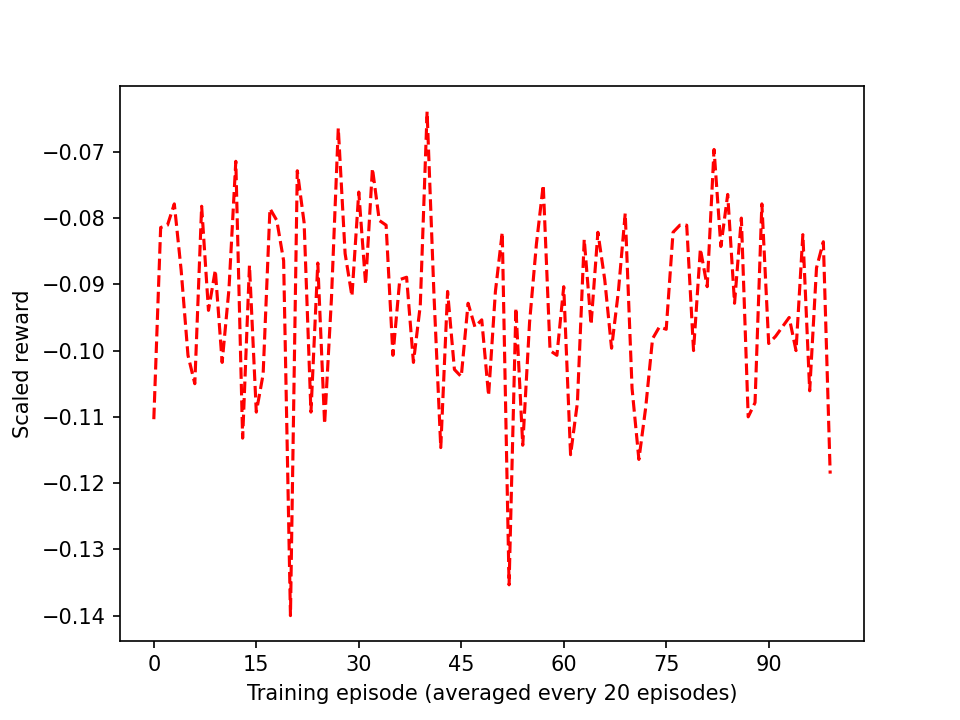 −0.07
−0.08
−0.09
−0.10
−0.11
−0.12
−0.13
−0.14
Scaled reward
0 15 30 45 60 75 90
Training episode (averaged every 20 episodes)